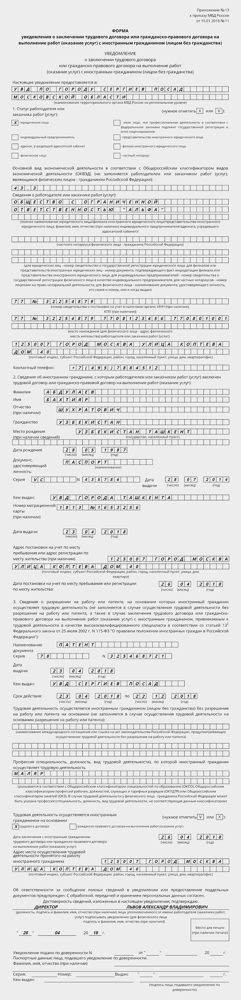 Приложение №13
к приказу МВД России
от 10.01.2018 №11
ФОРМА
уведомления о заключении трудового договора или гражданско-правового договора на
выполнение работ (оказание услуг) с иностранным гражданином (лицом без гражданства)
УВЕДОМЛЕНИЕ
о заключении трудового договора
или гражданско-правового договора на выполнение работ
(оказание услуг) с иностранным гражданином (лицом без гражданства)
Настоящее уведомление предоставляется в:
УВД ПО ГОРОДУ СЕРГИЕВ ПОСАД
МОСКОВСКОЙ ОБЛАСТИ
(наименование территориального органа МВД России на региональном уровне)
1. Статус работодателя или
заказчика работ (услуг):
(нужное отметить X или V ):
X - юридическое лицо
- иное лицо, чья профессиональная деятельность в соответствии с
федеральными законами подлежит государственной регистрации и
(или) лицензированию
- индивидуальный предприниматель
- представительство иностранного юридического лица
- адвокат, учредивший адвокатский кабинет
- филиал иностранного юридического лица
- физическое лицо
- частный нотариус
Основной вид экономической деятельности в соответствии с Общероссийским классификатором видов
экономической деятельности (ОКВЭД) (не заполняется работодателем или заказчиком работ (услуг),
являющимся физическим лицом - гражданином Российской Федерации):
43.3
Сведения о работодателе или заказчике работ (услуг):
ОБЩЕСТВО С ОГРАНИЧЕННОЙ
ОТВЕТСТВЕННОСТЬЮ "АЛЬФА"
(полное наименование юридического лица/филиала иностранного юридического лица/представительства иностранного
юридического лица, фамилия, имя, отчество (при наличии) индивидуального предпринимателя/адвоката, учредившего
адвокатский кабинет)/
(частного нотариуса/физического лица - гражданина Российской Федерации)
(для юридических лиц - номер свидетельства о государственной регистрации юридического лица, для филиалов или
представительств иностранных юридических лиц - номер документа, подтверждающего факт аккредитации филиала или
представительства иностранного юридического лица, для индивидуальных предпринимателей - номер свидетельства о
государственной регистрации физического лица в качестве индивидуального предпринимателя, для частных нотариусов - номер
лицензии на право нотариальной деятельности, для физического лица - наименование документа, удостоверяющего личность,
его серия и номер, кем и когда выдан)
77 № 32254879
(номер свидетельства о постановке на учет в налоговом органе, ИНН (при наличии),
КПП (при наличии))
77 № 32254879 7708123456 770801001
(место нахождения (для физического лица - адрес фактического
места жительства) работодателя или заказчика работ (услуг):
125007 ГОРОД МОСКВА УЛИЦА КОПТЕВА
ДОМ 40
(почтовый индекс, субъект Российской Федерации, район, город, населенный пункт, улица, дом, квартира/офис)
Контактный телефон: +7(495)7884512
2. Сведения об иностранном гражданине, с которым работодателем или заказчиком работ (услуг) заключен
трудовой договор или гражданско-правовой договор на выполнение работ (оказание услуг):
Фамилия АБДУЛАЕВ
Имя БАХТИЯР
Отчество
(при наличии)
ШУХРАТОВИЧ
Гражданство УЗБЕКИСТАН
Место рождения УЗБЕКИСТАН ТАШКЕНТ
(при наличии сведений) (государство, населенный пункт)
Дата рождения 28 05 1987
(число) (месяц) (год)
Документ,
удостоверяющий
личность:
ПАСПОРТ
(наименование)
Серия VC N 435786 Дата
выдачи
28 07 2014
(число) (месяц) (год)
Кем выдан: УВД ГОРОДА ТАШКЕНТА
Номер миграционной
карты
(при наличии)
1813 №1653256
Дата выдачи 23 04 2018
(число) (месяц) (год)
Адрес постановки на учет по месту
пребывания или адрес регистрации по
месту жительства (при наличии) 125007 ГОРОД МОСКВА
УЛИЦА КОПТЕВА ДОМ 40
(почтовый индекс, субъект Российской Федерации, район, город, населенный пункт, улица, дом,
квартира)
Дата постановки на учет по месту пребывания или регистрации
по месту жительства:
26 04 2018
(число) (месяц) (год)
3. Сведения о разрешении на работу или патенте, на основании которых иностранный гражданин
осуществляет трудовую деятельность (не заполняется в случае осуществления трудовой деятельности без
разрешения на работу или патента, а также в случае заключения трудового договора или гражданско-
правового договора на выполнение работ (оказание услуг) с иностранным гражданином, привлекаемым к
трудовой деятельности в качестве высококвалифицированного специалиста в соответствии со статьей 13²
Федерального закона от 25 июля 2002 г. N 115-ФЗ "О правовом положении иностранных граждан в Российской
Федерации"):
Наименование
документа
ПАТЕНТ
Серия 78 N 325468721
Дата
выдачи
23 04 2018
(число) (месяц) (год)
Кем выдан: УВД СЕРГИЕВ ПОСАД
Срок действия: 23 04 2018 по 22 12 2018
(число) (месяц) (год) (число) (месяц) (год)
Трудовая деятельность осуществляется иностранным гражданином (лицом без гражданства) без разрешения
на работу или патента на основании (не заполняется в случае осуществления трудовой деятельности на
основании разрешения на работу или патента):
(наименование международного соглашения или ссылка на акт законодательства Российской Федерации, предусматривающие
осуществление трудовой деятельности без разрешения на работу или патента)
Профессия (специальность, должность, вид трудовой деятельности), по которой иностранный гражданин
осуществляет трудовую деятельность
МАЛЯР
(указывается в соответствии с Общероссийским классификатором специальностей по образованию (ОКСО), Общероссийским
классификатором профессий рабочих, должностей, служащих и тарифных разрядов (ОКПДТР) или Общероссийским
классификатором занятий (ОКЗ). В случае трудовой деятельности у физического лица - гражданина Российской Федерации может
быть указана профессия (специальность, должность, вид трудовой деятельности, не соответствующая данным классификаторам)
Трудовая деятельность осуществляется иностранным
гражданином на основании
(нужное отметить V или X ):
X трудового договора
гражданско-правового договора на выполнение работ (оказание услуг)
Дата заключения с иностранным гражданином
трудового договора или гражданско-правового договора
на выполнение работ (оказание услуг):
26 04 2018
(число) (месяц) (год)
Адрес места осуществления трудовой
деятельности принятого на работу
иностранного гражданина 125007 ГОРОД МОСКВА
УЛИЦА КОПТЕВА ДОМ 40
(почтовый индекс, субъект Российской Федерации, район, город, населенный пункт, улица, дом, квартира/офис)
Об ответственности за сообщение ложных сведений в уведомлении или предоставление поддельных
документов предупрежден. С обработкой, передачей и хранением персональных данных согласен.
Достоверность сведений, изложенных в настоящем уведомлении, подтверждаю.
ДИРЕКТОР ЛЬВОВ АЛЕКСАНДР ВЛАДИМИРОВИЧ
(должность, подпись и фамилия, имя, отчество (при наличии) лица, уполномоченного от имени работодателя (заказчика работ,
услуг) подписывать уведомление (для физического лица
- подпись и фамилия, имя, отчество (при наличии))
Место для печати
(при наличии печати)
" 28 " 04 20 18 г.
Уведомление подано по доверенности N от " " 20 г.
Паспортные данные лица, подавшего уведомление по доверенности:
Фамилия, имя, отчество (при наличии)
Серия: Номер: Выдан: " " г.
Кем выдан:
(подпись лица, подавшего уведомление по
доверенности)